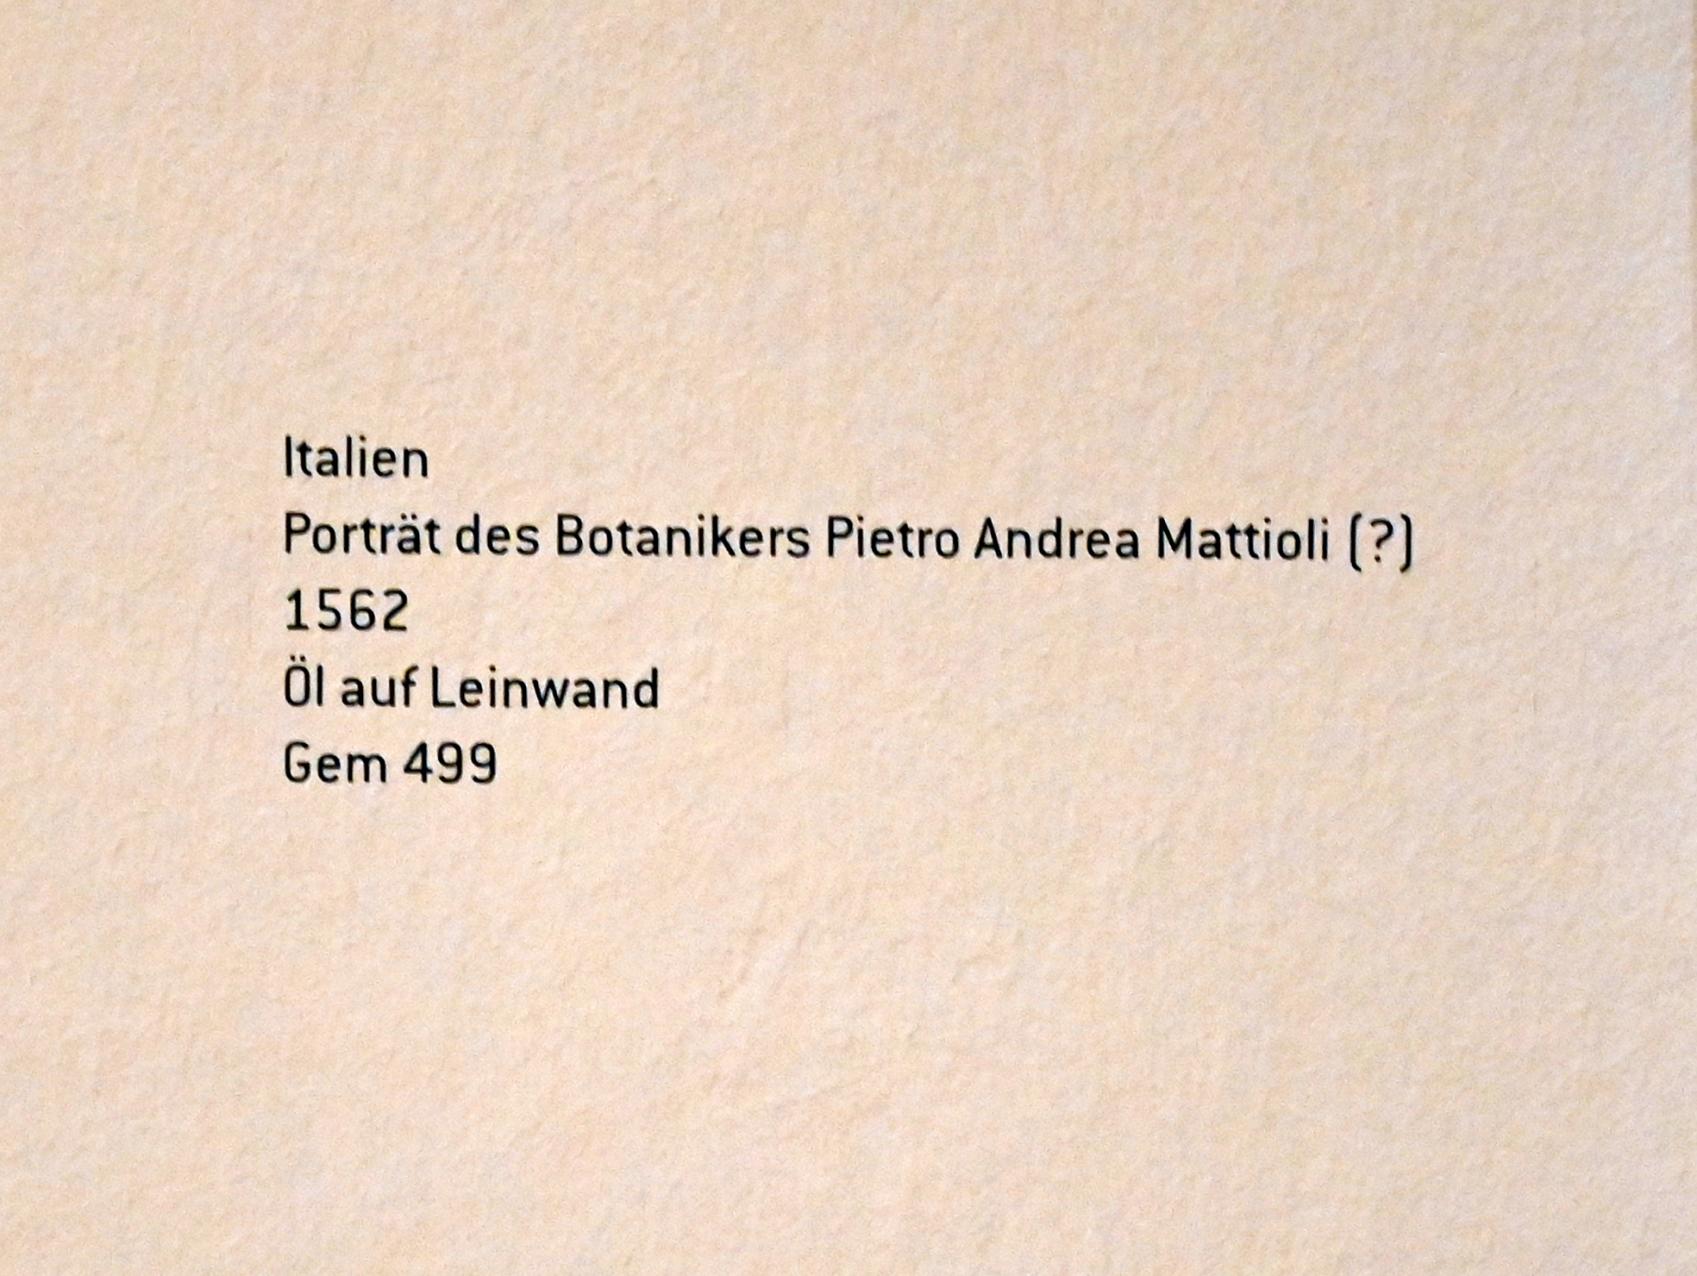 Italien
Porträt des Botanikers Pietro Andrea Mattioli (?)
1562
Öl auf Leinwand
Gem 499